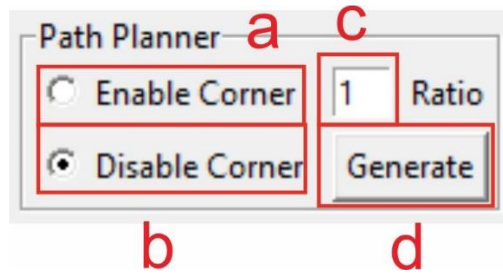 Path Planner
a
c
Enable Corner
1 Ratio
Disable Corner
Generate
b
d